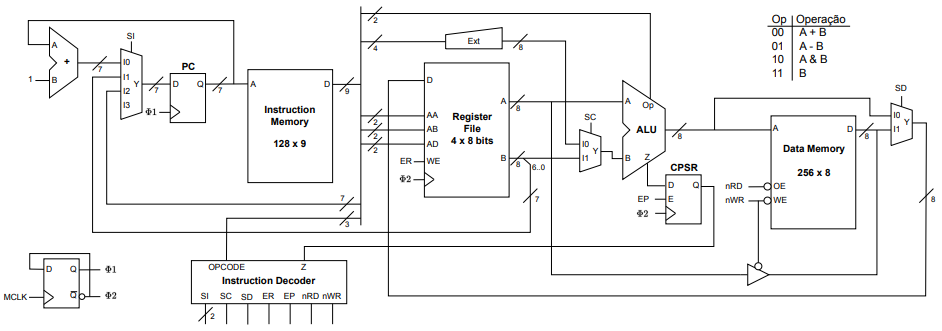 Op Operação
00 A + B
01 A - B
10 A & B
11 B
SI
A
+
1 B
7
I0
I1
I2
I3
Y
7
PC
D Q
Φ1
7
A
D
Instruction
Memory
128 x 9
9
2
4
Ext
8
2
2
2
7
3
D
AA
AB
AD
ER WE
Φ2
A
B
Register
File
4 x 8 bits
8
8
6..0
7
SC
I0
I1
Y
A
B
Op
ALU
Z
8
CPSR
D Q
EP E
Φ2
A
D
8
Data Memory
256 x 8
nRD OE
nWR WE
SD
I0
I1
Y
8
D Q
Q
MCLK
Φ1
Φ2
OPCODE Z
Instruction Decoder
SI SC SD ER EP nRD nWR
2